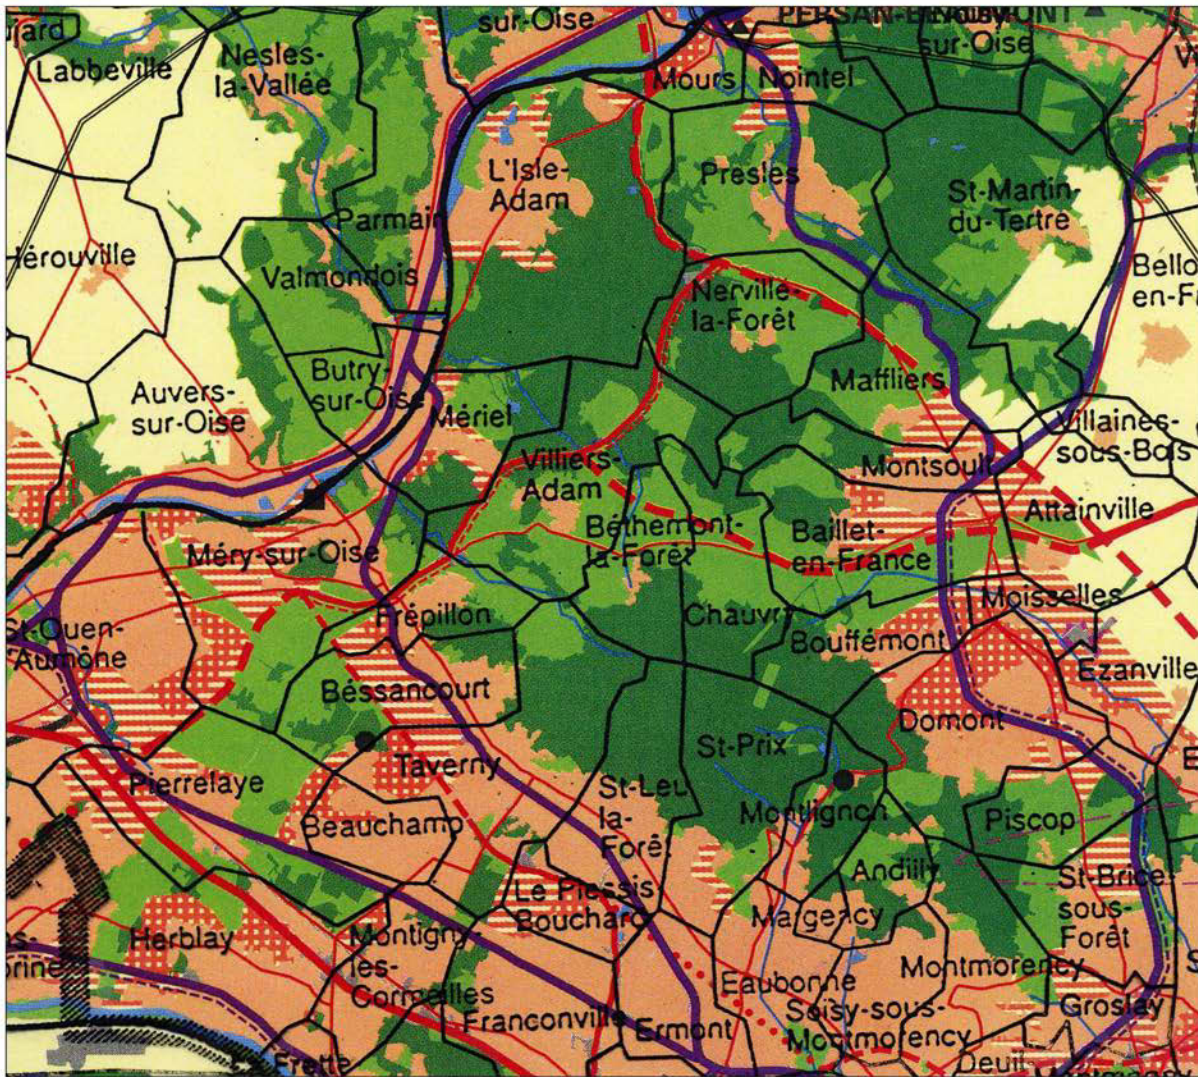 sur-Oise
PERSAN-BEAUMONT
sur-Oise
Labbeville
Nesles-
la-Vallée
Mours
Nointel
L'Isle-
Adam
Presles
St-Martin-
du-Tertre
Parmain
Hérouville
Valmondois
Nerville-
la-Forêt
Bello
en-Fr
Auvers-
sur-Oise
Butry-
sur-Oise
Mériel
Maffliers
Villaines-
sous-Bois
Villiers-
Adam
Montsoult
Attainville
Méry-sur-Oise
Béthemont-
la-Forêt
Baillet-
en-France
Moisselles
Frépillon
Chauvry
Bouffémont
St-Ouen-
l'Aumône
Ezanville
Béssancourt
Domont
St-Prix
Pierrelaye
Taverny
St-Leu
la-
Forêt
Montlignon
Beauchamp
Piscop
Andilly
St-Brice-
sous-
Forêt
Le Plessis
Bouchard
Margency
Herblay
Montigny
les-
Cormeilles
Montmorency
Eaubonne
Franconville
Ermont
Soisy-sous-
Montmorency
Groslay
Frette
Deuil